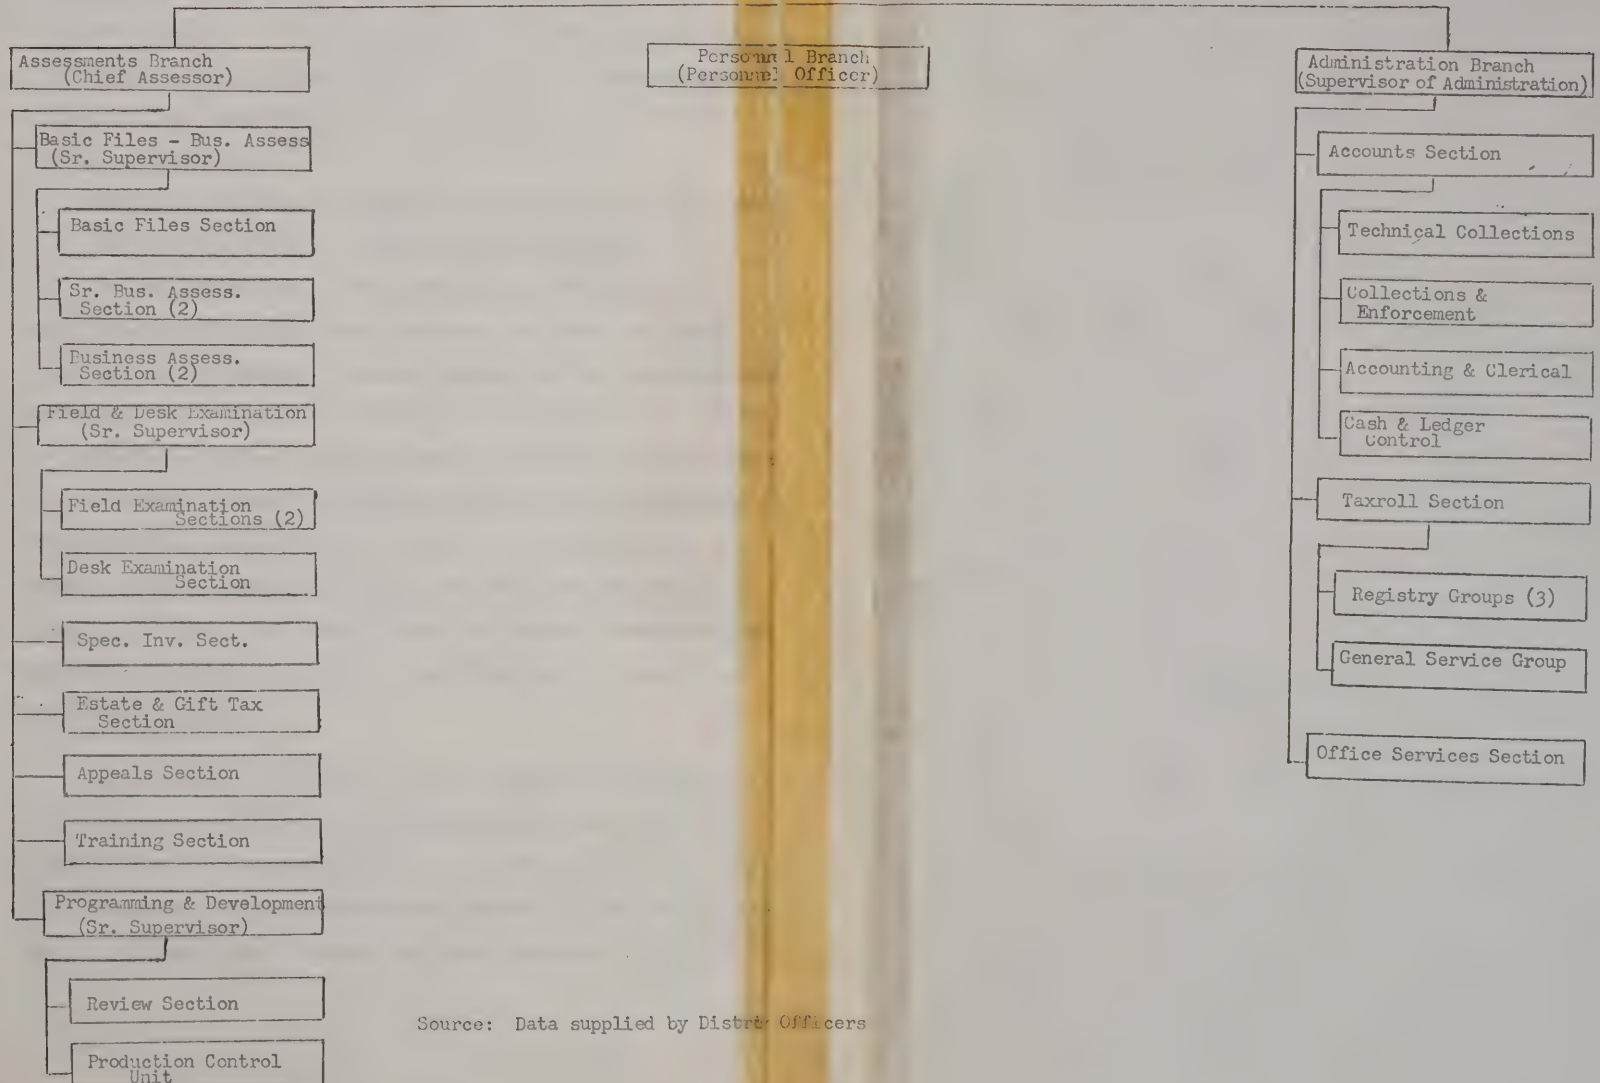 Assessments Branch
(Chief Assessor)
Basic Files - Bus. Assess
(Sr. Supervisor)
Basic Files Section
Sr. Bus. Assess.
Section (2)
Business Assess.
Section (2)
Field & Desk Examination
(Sr. Supervisor)
Field Examination
Sections (2)
Desk Examination
Section
Spec. Inv. Sect.
Estate & Gift Tax
Section
Appeals Section
Training Section
Programming & Development
(Sr. Supervisor)
Review Section
Production Control
Unit
Personnel Branch
(Personnel Officer)
Administration Branch
(Supervisor of Administration)
Accounts Section
Technical Collections
Collections &
Enforcement
Accounting & Clerical
Cash & Ledger
Control
Taxroll Section
Registry Groups (3)
General Service Group
Office Services Section
Source: Data supplied by Officers